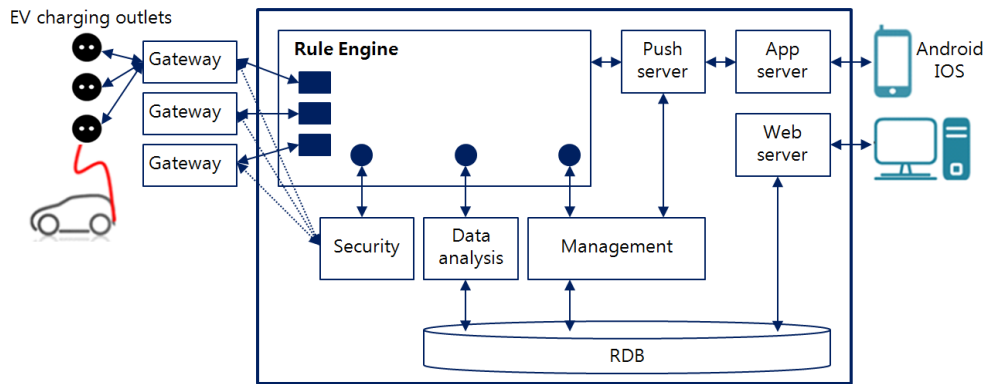 EV charging outlets
Gateway
Gateway
Gateway
Rule Engine
Push
server
App
server
Android
IOS
Web
server
Security
Data
analysis
Management
RDB